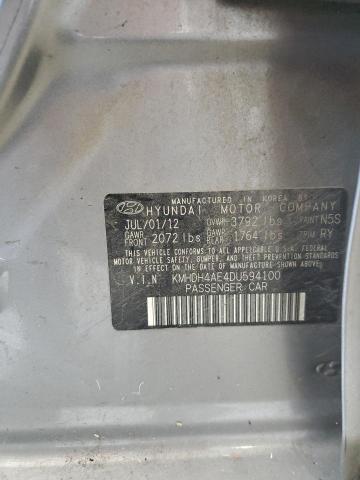 MANUFACTURED IN KOREA BY
HYUNDAI MOTOR COMPANY
JUL/01/12 GVWR 3792 lbs PAINT N5S
GAWR FRONT 2072 lbs GAWR REAR 1764 lbs TRIM RY
THIS VEHICLE CONFORMS TO ALL APPLICABLE U.S.A. FEDERAL
MOTOR VEHICLE SAFETY, BUMPER, AND THEFT PREVENTION
STANDARDS IN EFFECT ON THE DATE OF MANUFACTURE SHOWN ABOVE.
V.I.N KMHDH4AE4DU594100
PASSENGER CAR